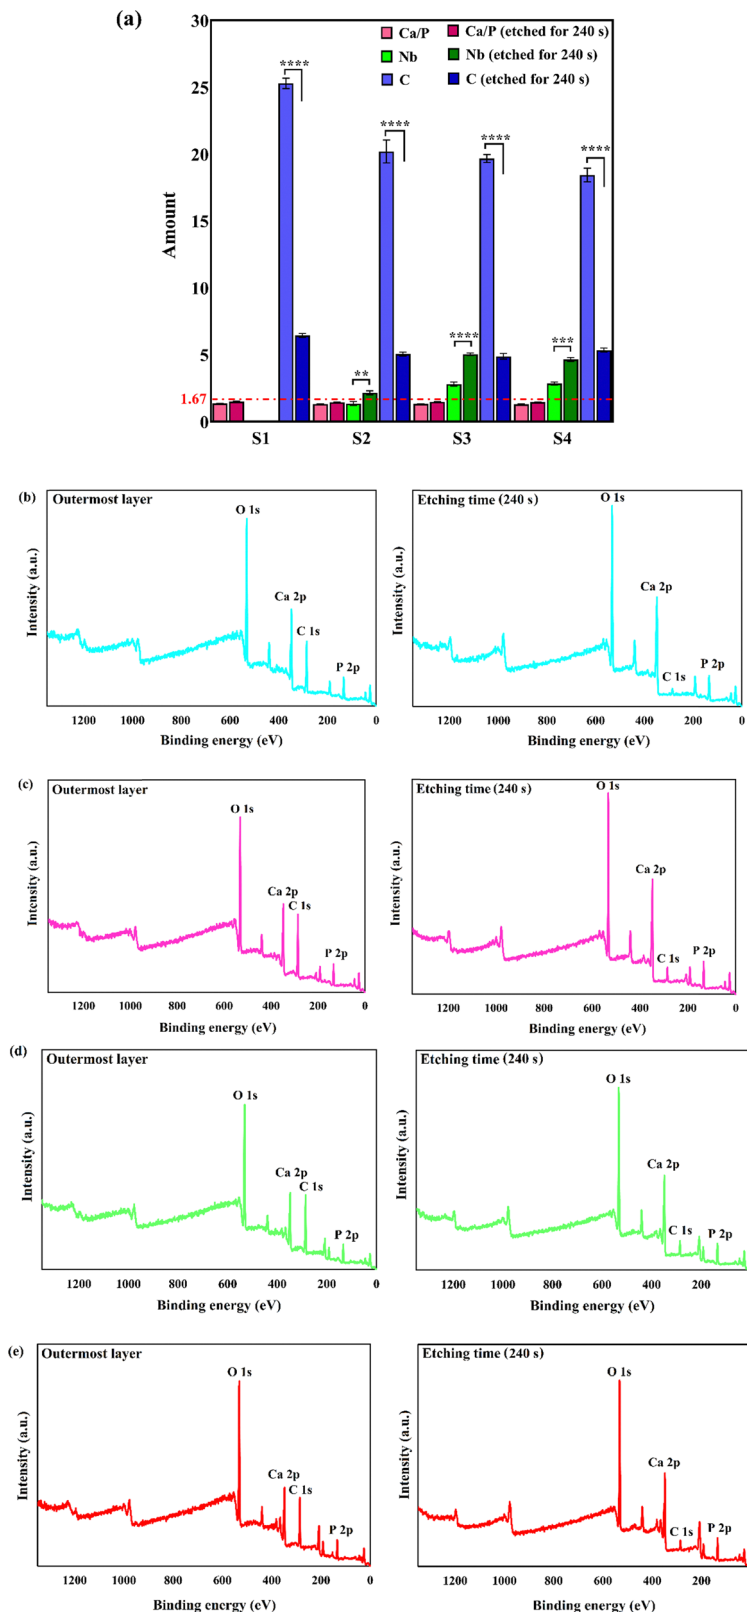 (a)
30
25
20
15
10
5
0
1.67
Amount
Ca/P
Ca/P (etched for 240 s)
Nb
Nb (etched for 240 s)
C
C (etched for 240 s)
****
****
****
****
**
****
***
S1 S2 S3 S4
(b)
Outermost layer
O 1s
Ca 2p
C 1s
P 2p
Intensity (a.u.)
1200 1000 800 600 400 200 0
Binding energy (eV)
Etching time (240 s)
O 1s
Ca 2p
C 1s
P 2p
Intensity (a.u.)
1200 1000 800 600 400 200 0
Binding energy (eV)
(c)
Outermost layer
O 1s
Ca 2p
C 1s
P 2p
Intensity (a.u.)
1200 1000 800 600 400 200 0
Binding energy (eV)
Etching time (240 s)
O 1s
Ca 2p
C 1s
P 2p
Intensity (a.u.)
1200 1000 800 600 400 200 0
Binding energy (eV)
(d)
Outermost layer
O 1s
Ca 2p
C 1s
P 2p
Intensity (a.u.)
1200 1000 800 600 400 200 0
Binding energy (eV)
Etching time (240 s)
O 1s
Ca 2p
C 1s
P 2p
Intensity (a.u.)
1200 1000 800 600 400 200
Binding energy (eV)
(e)
Outermost layer
O 1s
Ca 2p
C 1s
P 2p
Intensity (a.u.)
1200 1000 800 600 400 200 0
Binding energy (eV)
Etching time (240 s)
O 1s
Ca 2p
C 1s
P 2p
Intensity (a.u.)
1200 1000 800 600 400 200
Binding energy (eV)